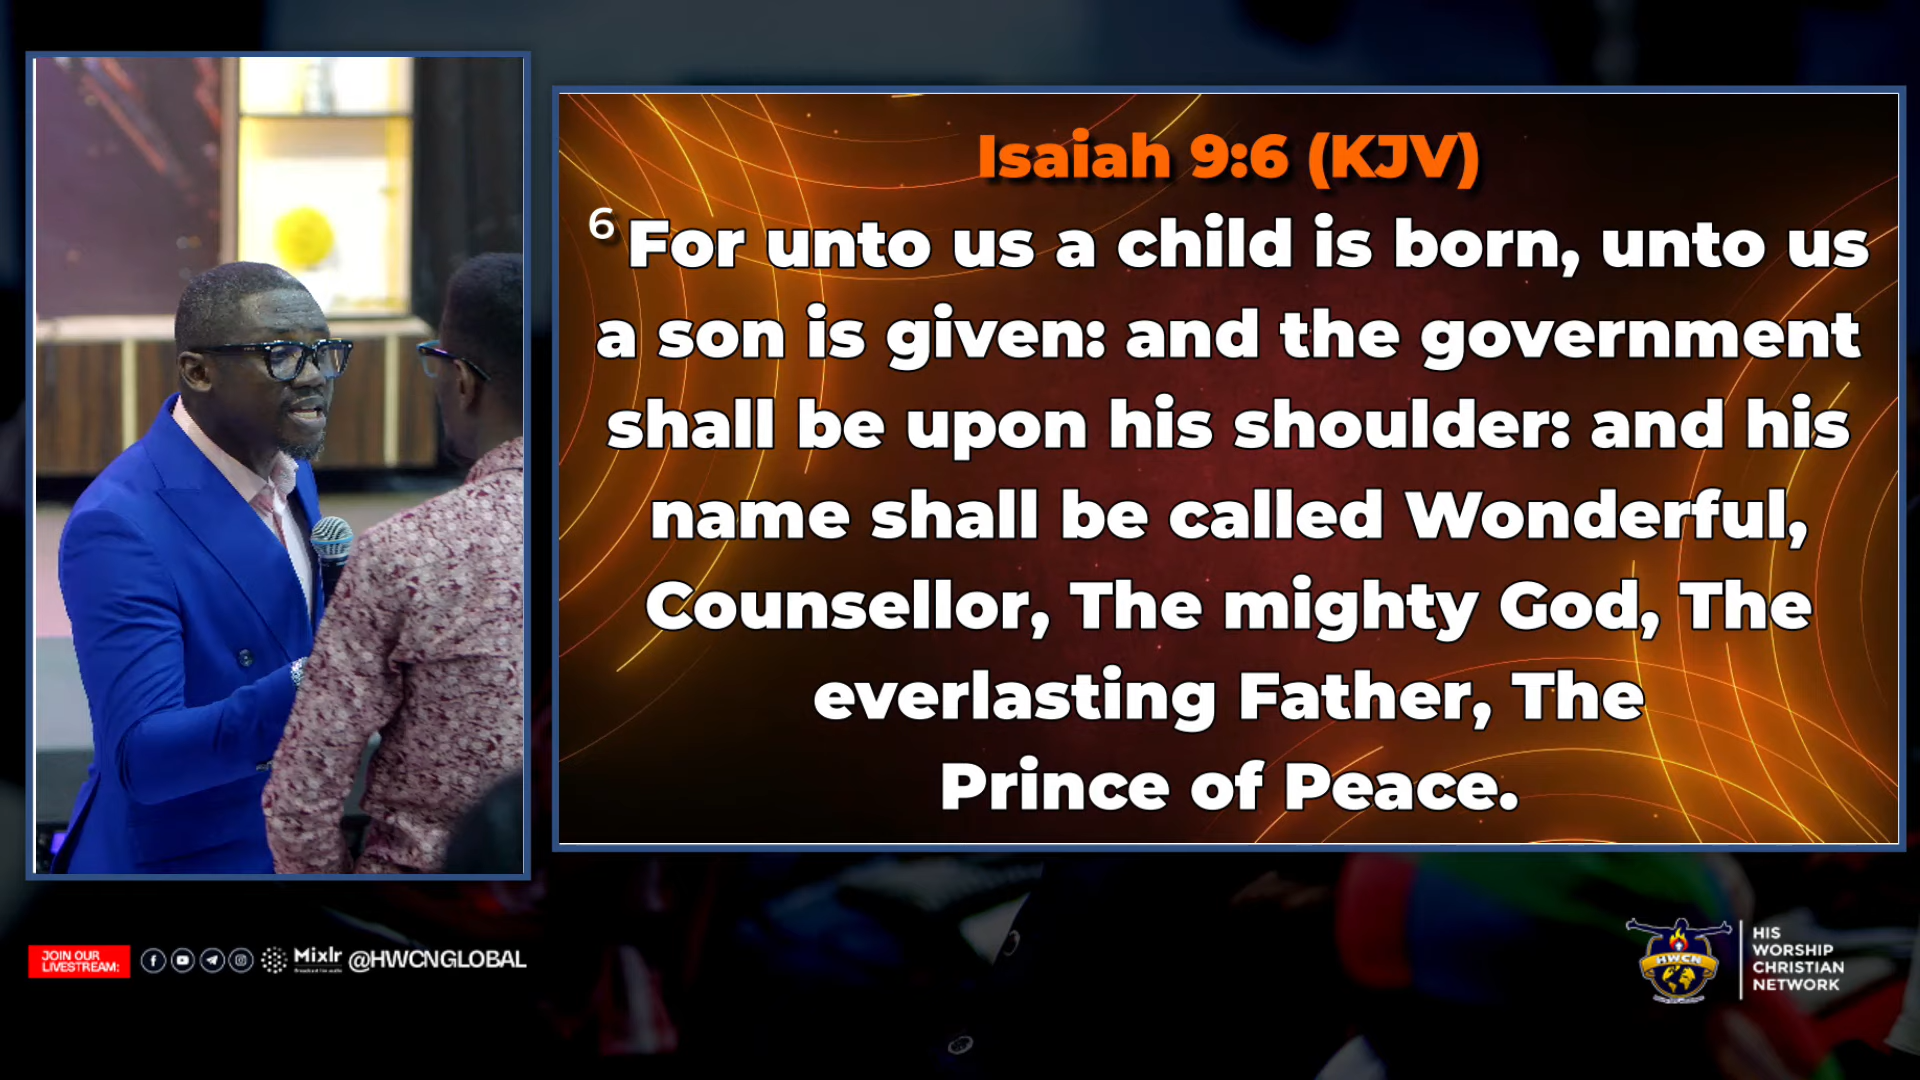 Isaiah 9:6 (KJV)
6 For unto us a child is born, unto us
a son is given: and the government
shall be upon his shoulder: and his
name shall be called Wonderful,
Counsellor, The mighty God, The
everlasting Father, The
Prince of Peace.
JOIN OUR
LIVESTREAM:
Mixlr
@HWCNGLOBAL
HWCN
HIS
WORSHIP
CHRISTIAN
NETWORK